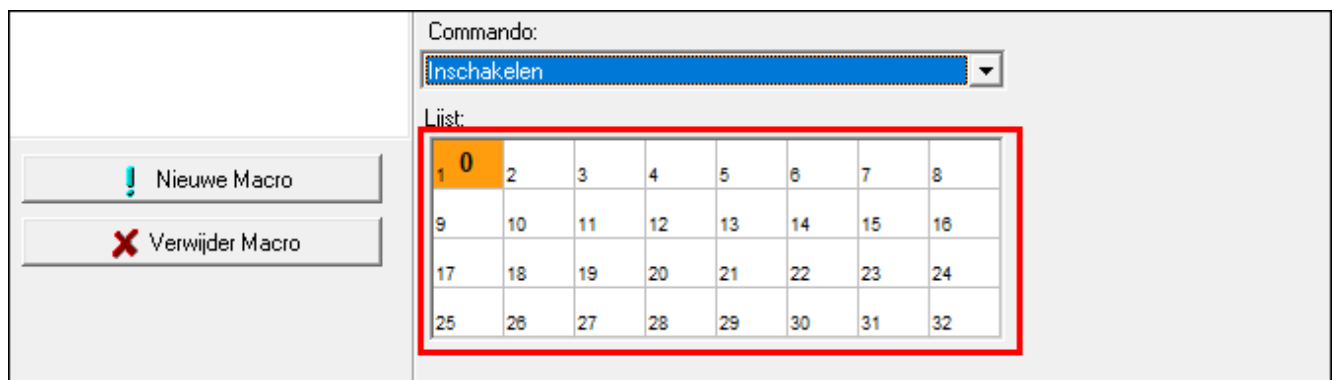 Commando:
Inschakelen
Lijst:
1 0 2 3 4 5 6 7 8
Nieuwe Macro
9 10 11 12 13 14 15 16
Verwijder Macro
17 18 19 20 21 22 23 24
25 26 27 28 29 30 31 32